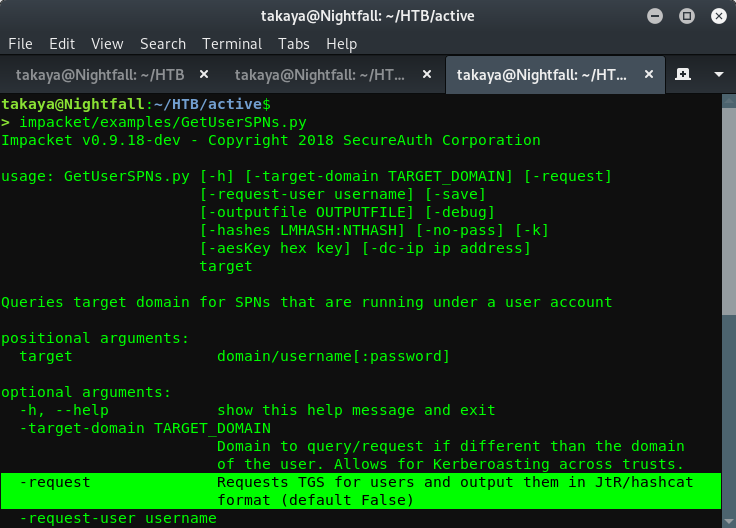 takaya@Nightfall: ~/HTB/active
File Edit View Search Terminal Tabs Help
takaya@Nightfall: ~/HTB takaya@Nightfall: ~/HT... takaya@Nightfall: ~/HT...
takaya@Nightfall:~/HTB/active$
> impacket/examples/GetUserSPNs.py
Impacket v0.9.18-dev - Copyright 2018 SecureAuth Corporation
usage: GetUserSPNs.py [-h] [-target-domain TARGET_DOMAIN] [-request]
[-request-user username] [-save]
[-outputfile OUTPUTFILE] [-debug]
[-hashes LMHASH:NTHASH] [-no-pass] [-k]
[-aesKey hex key] [-dc-ip ip address]
target
Queries target domain for SPNs that are running under a user account
positional arguments:
target domain/username[:password]
optional arguments:
-h, --help show this help message and exit
-target-domain TARGET_DOMAIN
Domain to query/request if different than the domain
of the user. Allows for Kerberoasting across trusts.
-request Requests TGS for users and output them in JtR/hashcat
format (default False)
-request-user username